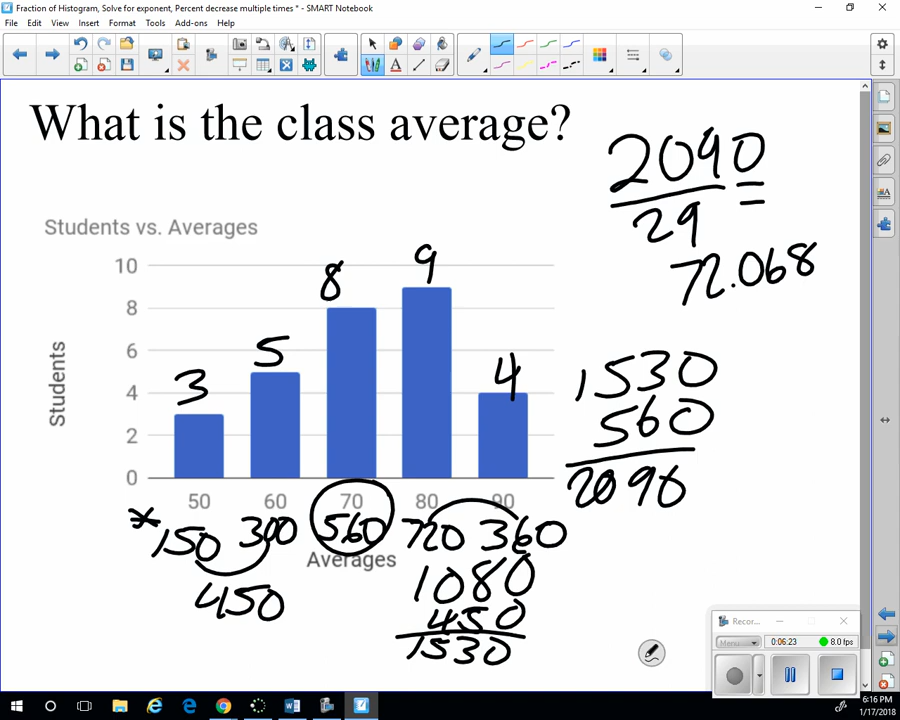 Fraction of Histogram, Solve for exponent, Percent decrease multiple times * - SMART Notebook
File Edit View Insert Format Tools Add-ons Help
What is the class average?
2090
29
72.068
Students vs. Averages
10
8
6
4
2
0
Students
3 5 8 9 4
50 60 70 80 90
Averages
*150 300 560 720 360
450
1080
450
1530
1530
560
2090
Recor...
Menu 0:06:23 8.0 fps
6:16 PM
1/17/2018